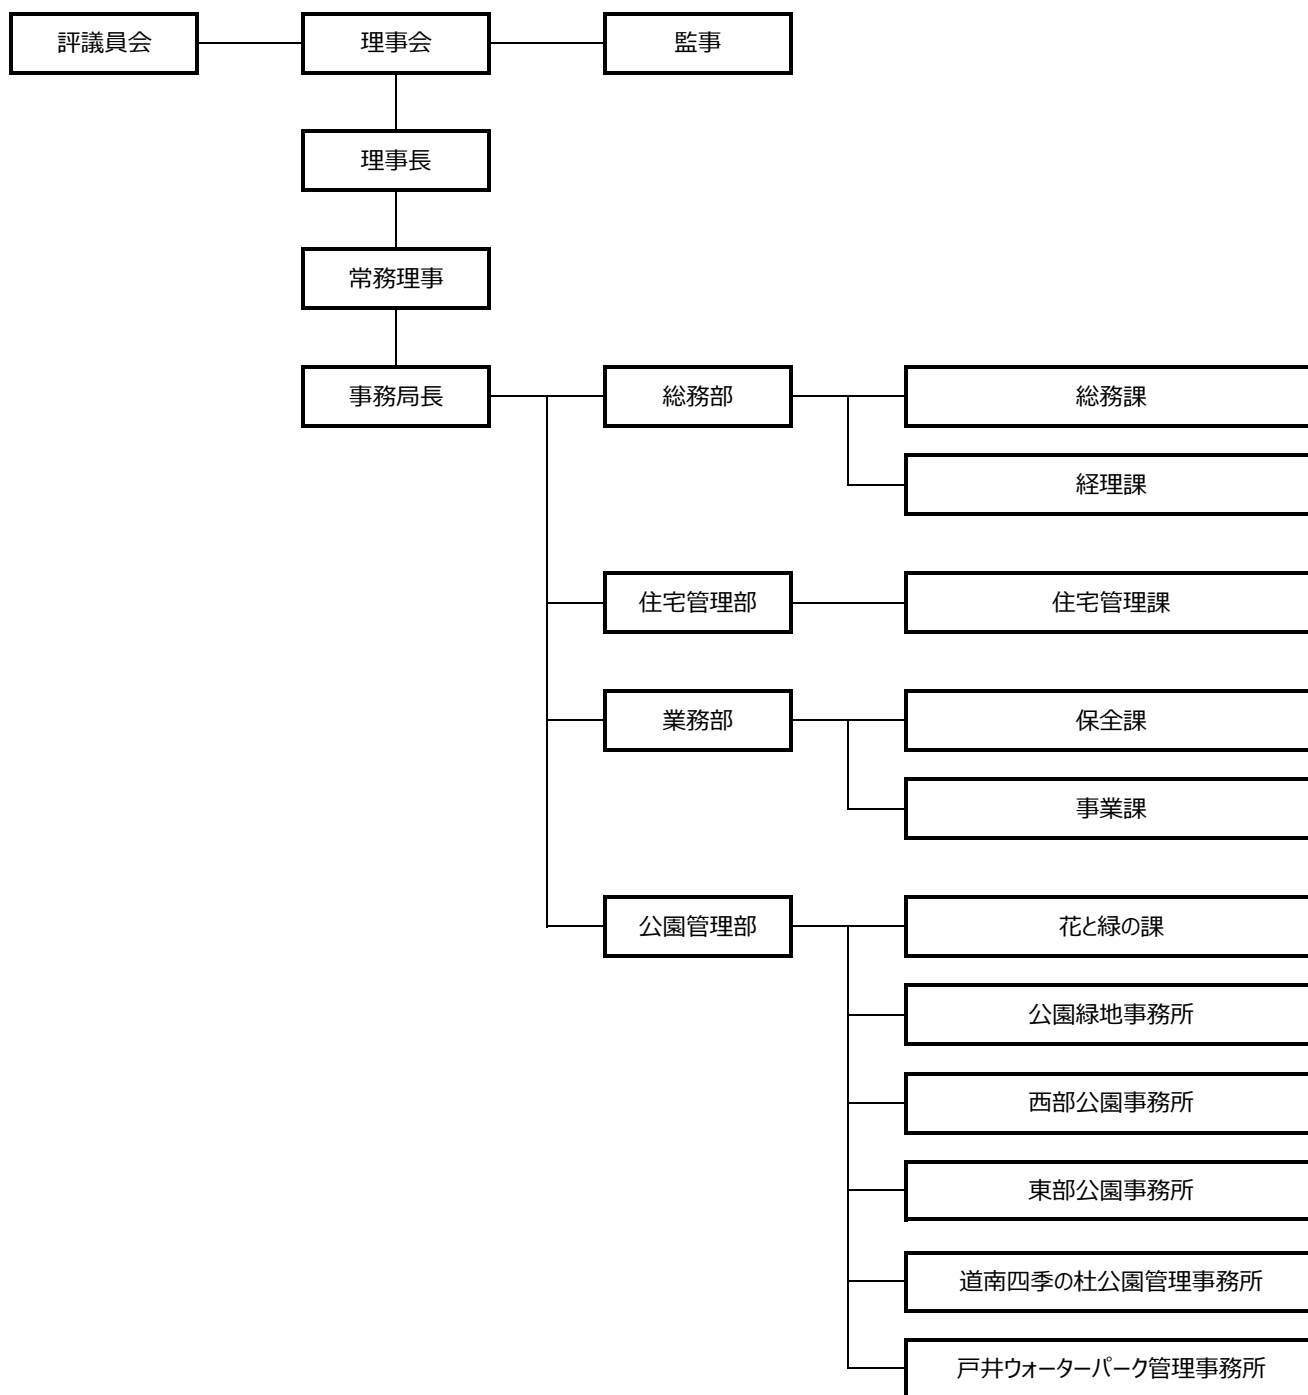 評議員会
理事会
監事
理事長
常務理事
事務局長
総務部
総務課
経理課
住宅管理部
住宅管理課
業務部
保全課
事業課
公園管理部
花と緑の課
公園緑地事務所
西部公園事務所
東部公園事務所
道南四季の杜公園管理事務所
戸井ウォーターパーク管理事務所